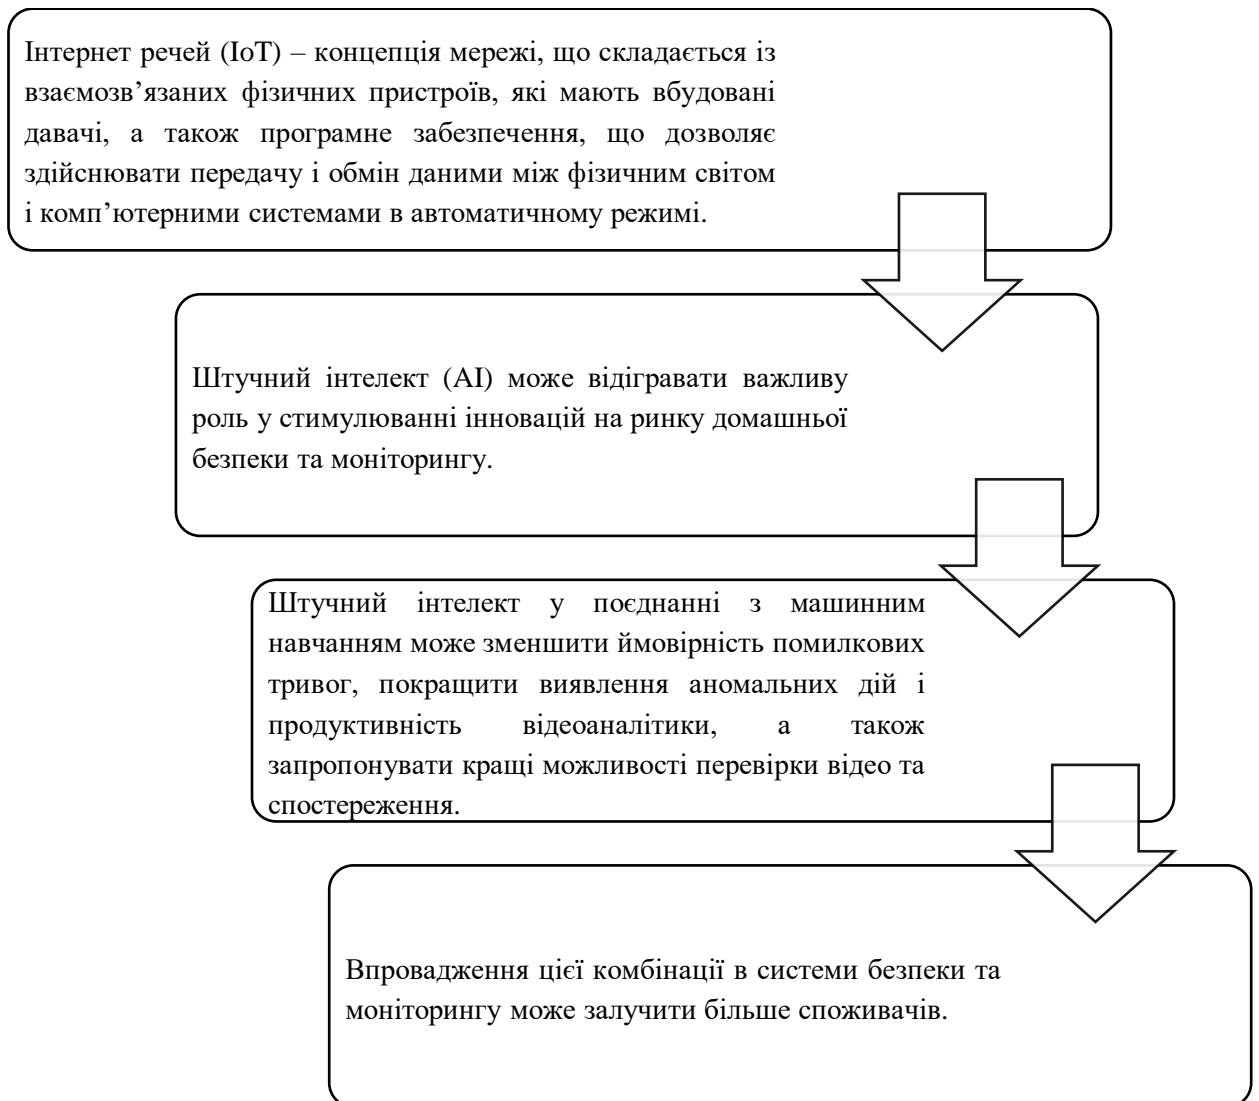 Інтернет речей (IoT) – концепція мережі, що складається із
взаємозв’язаних фізичних пристроїв, які мають вбудовані
давачі, а також програмне забезпечення, що дозволяє
здійснювати передачу і обмін даними між фізичним світом
і комп’ютерними системами в автоматичному режимі.
Штучний інтелект (AI) може відігравати важливу
роль у стимулюванні інновацій на ринку домашньої
безпеки та моніторингу.
Штучний інтелект у поєднанні з машинним
навчанням може зменшити ймовірність помилкових
тривог, покращити виявлення аномальних дій і
продуктивність відеоаналітики, а також
запропонувати кращі можливості перевірки відео та
спостереження.
Впровадження цієї комбінації в системи безпеки та
моніторингу може залучити більше споживачів.